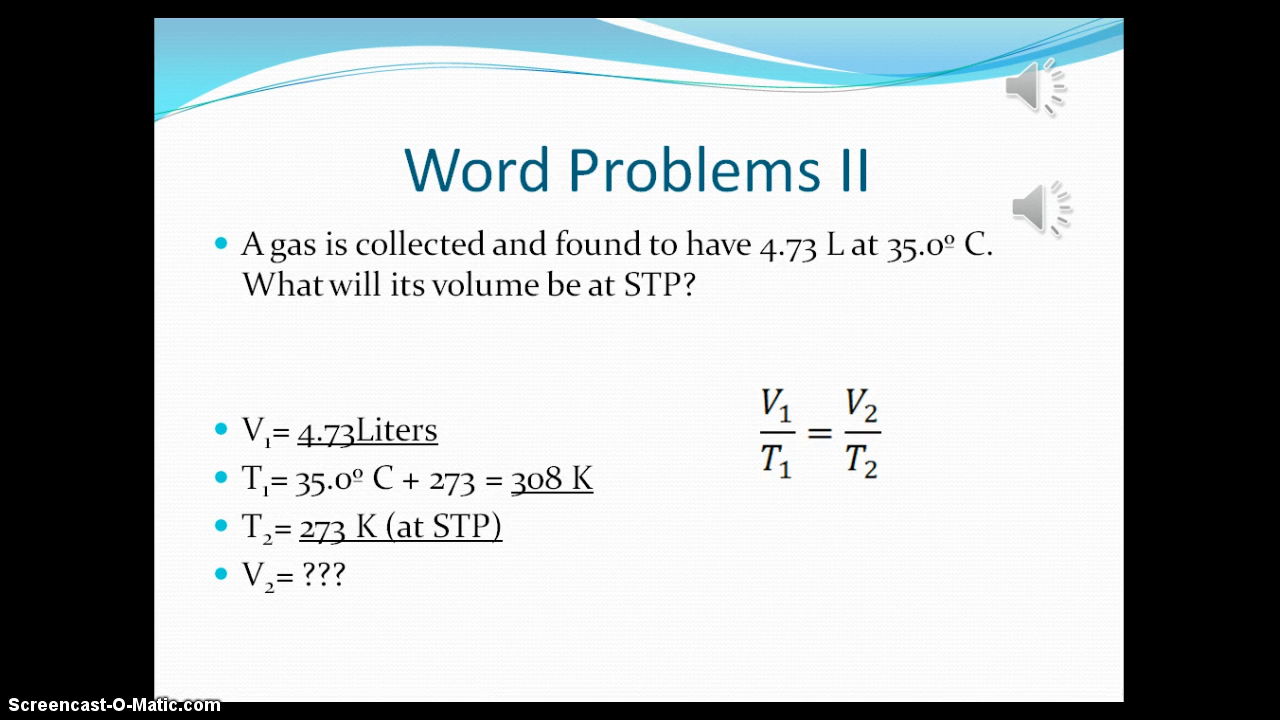 Word Problems II
• A gas is collected and found to have 4.73 L at 35.0º C.
What will its volume be at STP?
• V₁= 4.73Liters
• T₁= 35.0º C + 273 = 308 K
• T₂= 273 K (at STP)
• V₂= ???
V₁/T₁ = V₂/T₂
Screencast-O-Matic.com